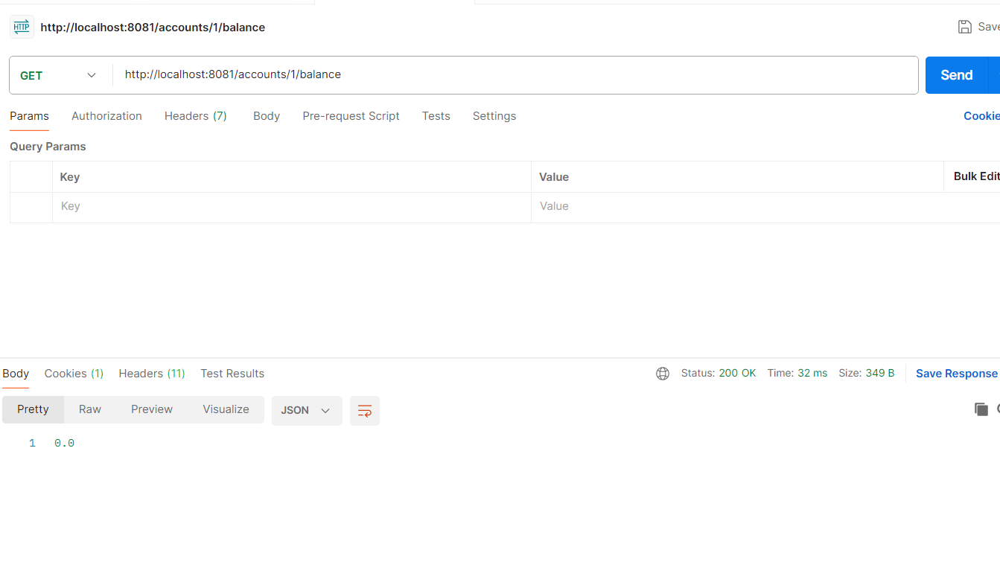 HTTP http://localhost:8081/accounts/1/balance Save
GET http://localhost:8081/accounts/1/balance Send
Params Authorization Headers (7) Body Pre-request Script Tests Settings Cookie
Query Params
Key Value Bulk Edit
Key Value
Body Cookies (1) Headers (11) Test Results Status: 200 OK Time: 32 ms Size: 349 B Save Response
Pretty Raw Preview Visualize JSON
1 0.0